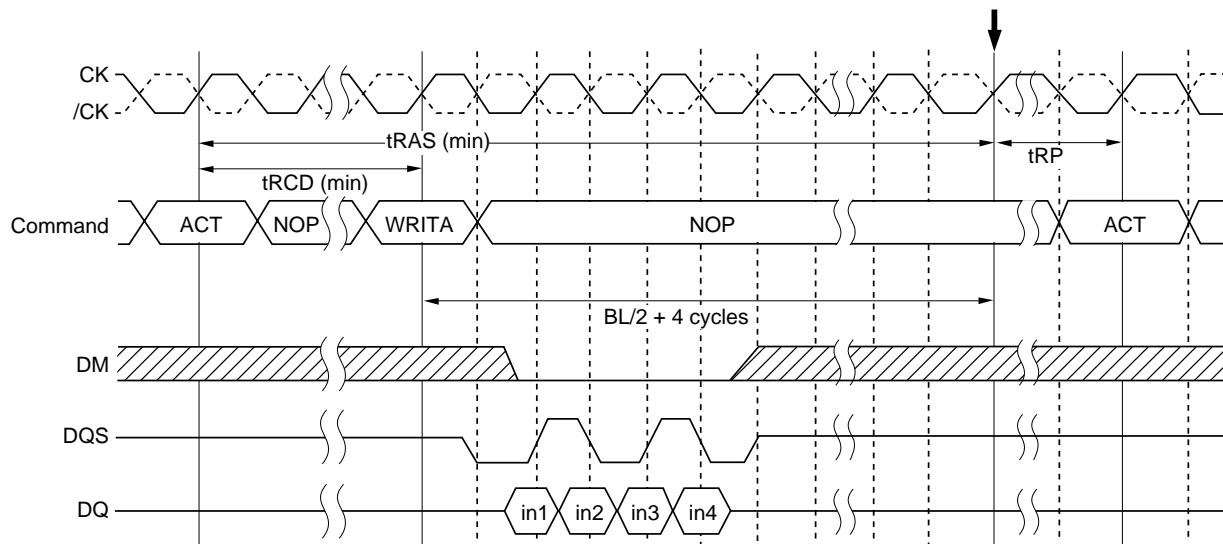 CK
/CK
tRAS (min)
tRP
tRCD (min)
Command
ACT
NOP
WRITA
NOP
ACT
BL/2 + 4 cycles
DM
DQS
DQ
in1
in2
in3
in4